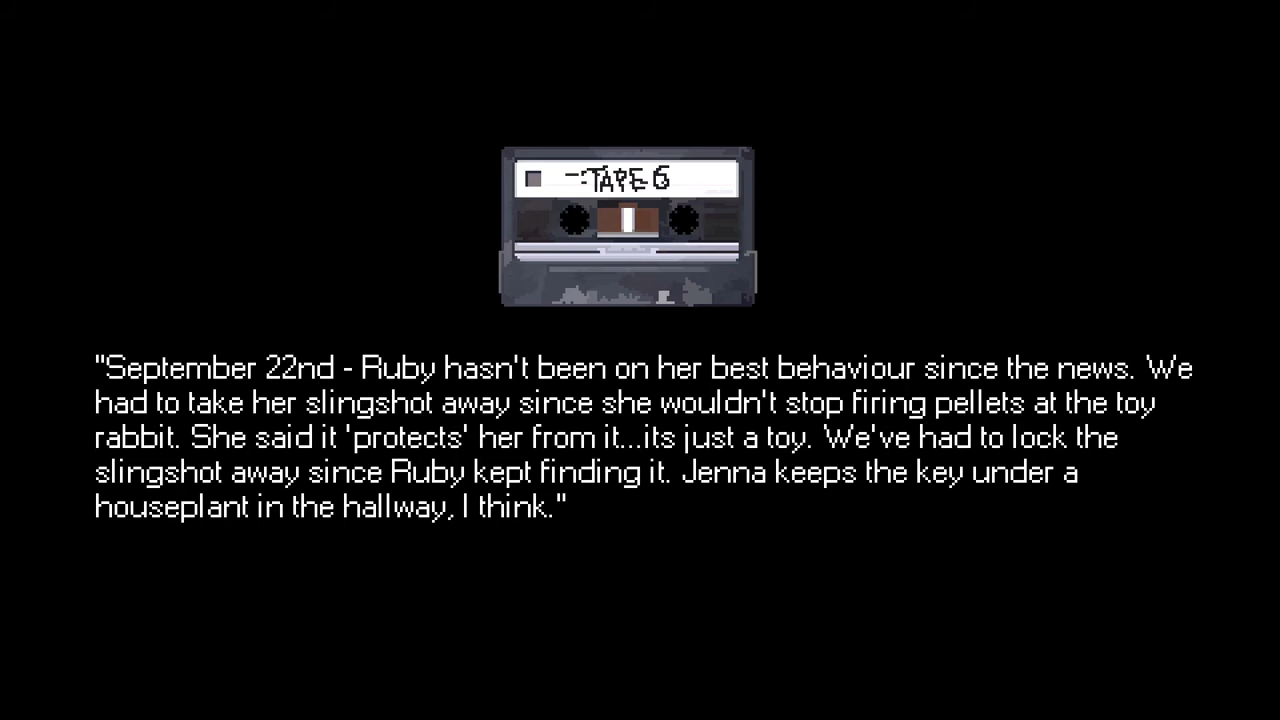 TAPE 6
"September 22nd - Ruby hasn't been on her best behaviour since the news. We
had to take her slingshot away since she wouldn't stop firing pellets at the toy
rabbit. She said it 'protects' her from it...its just a toy. We've had to lock the
slingshot away since Ruby kept finding it. Jenna keeps the key under a
houseplant in the hallway, I think."